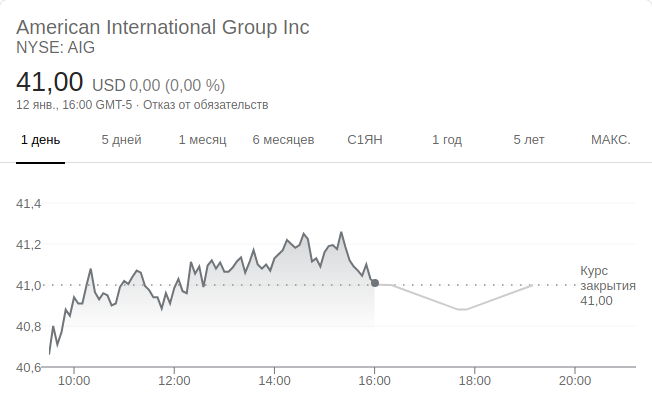 American International Group Inc
NYSE: AIG
41,00 USD 0,00 (0,00 %)
12 янв., 16:00 GMT-5 · Отказ от обязательств
1 день 5 дней 1 месяц 6 месяцев С1ЯН 1 год 5 лет МАКС.
41,4
41,2
41,0
40,8
40,6
Курс
закрытия
41,00
10:00 12:00 14:00 16:00 18:00 20:00